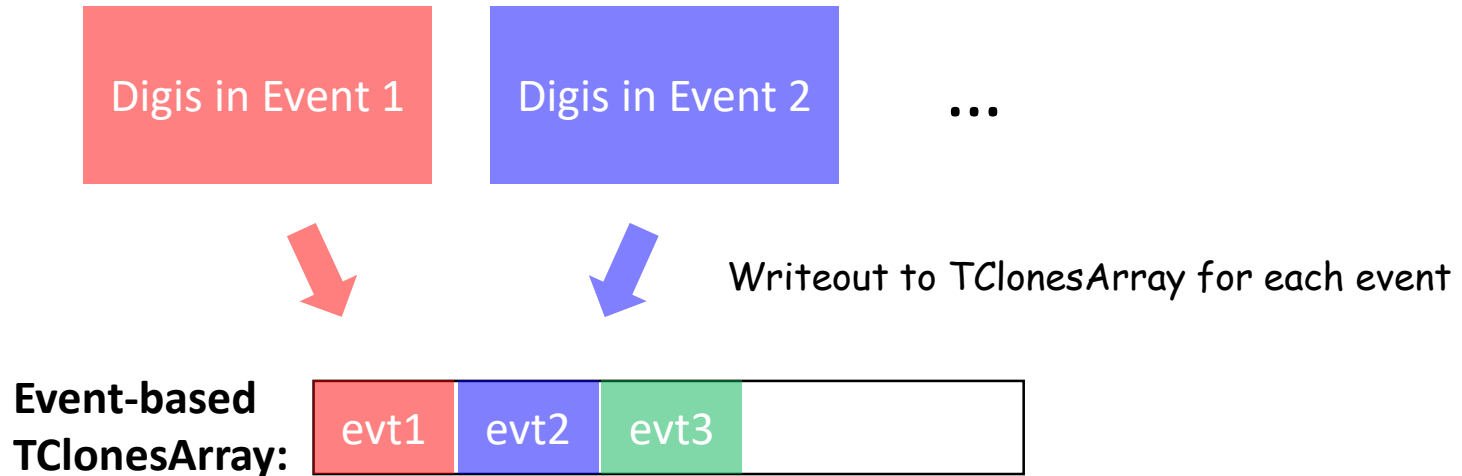 Digis in Event 1
Digis in Event 2
...
Writeout to TClonesArray for each event
Event-based
TClonesArray:
evt1
evt2
evt3